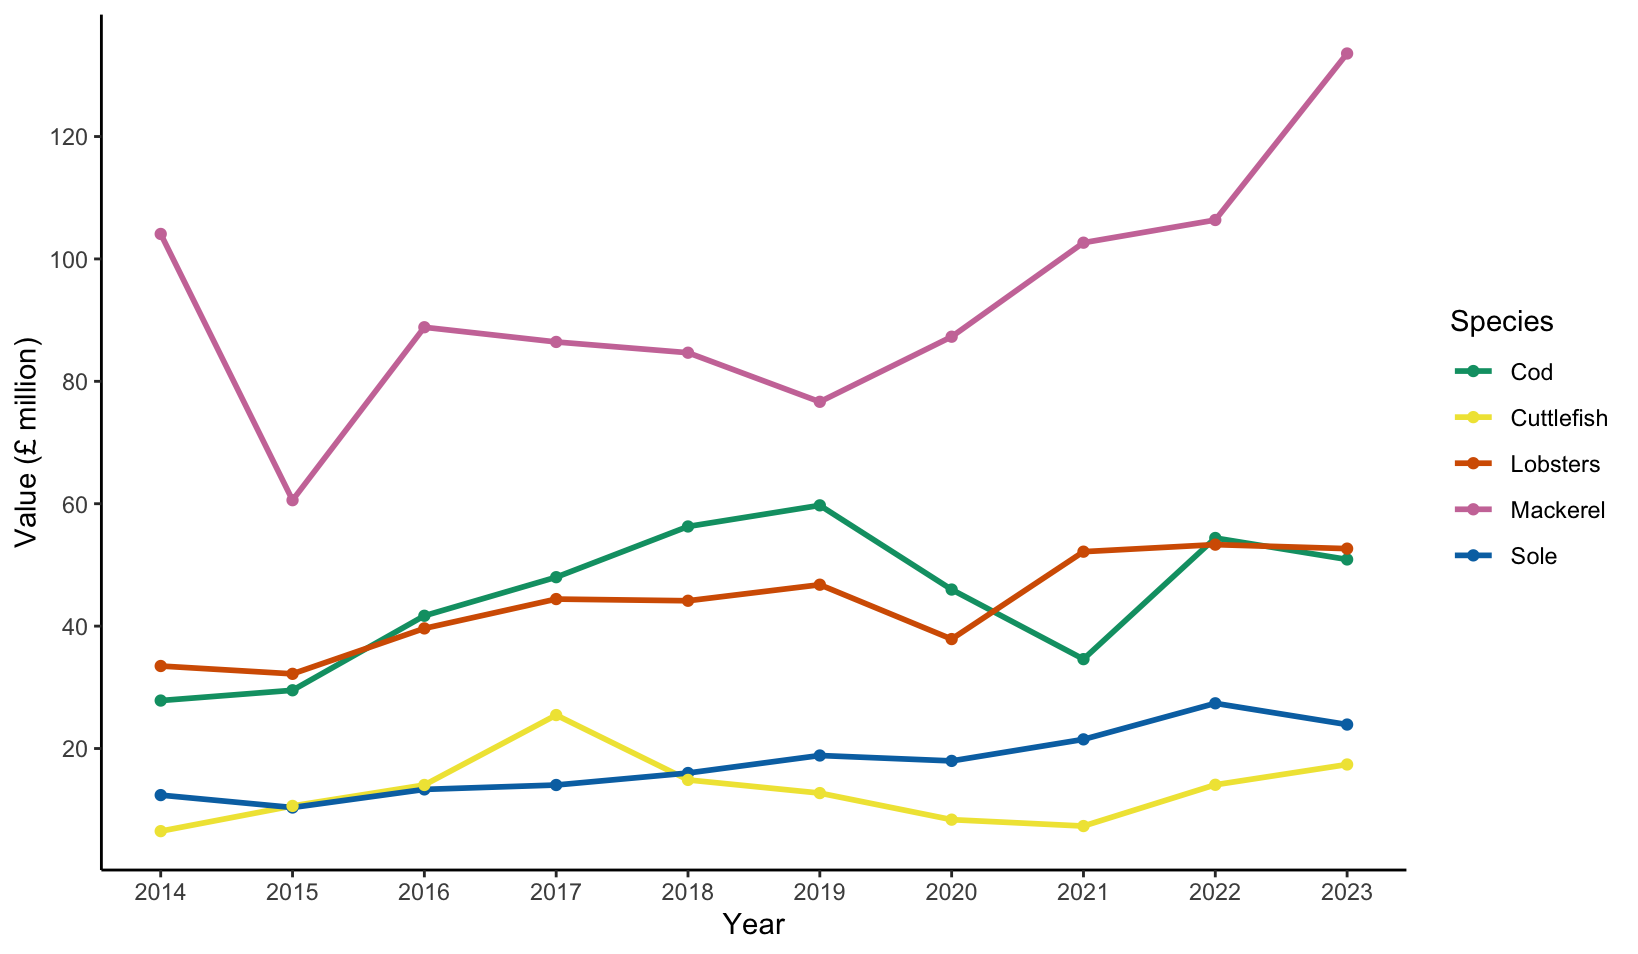 Value (£ million)
120
100
80
60
40
20
2014 2015 2016 2017 2018 2019 2020 2021 2022 2023
Year
Species
Cod
Cuttlefish
Lobsters
Mackerel
Sole